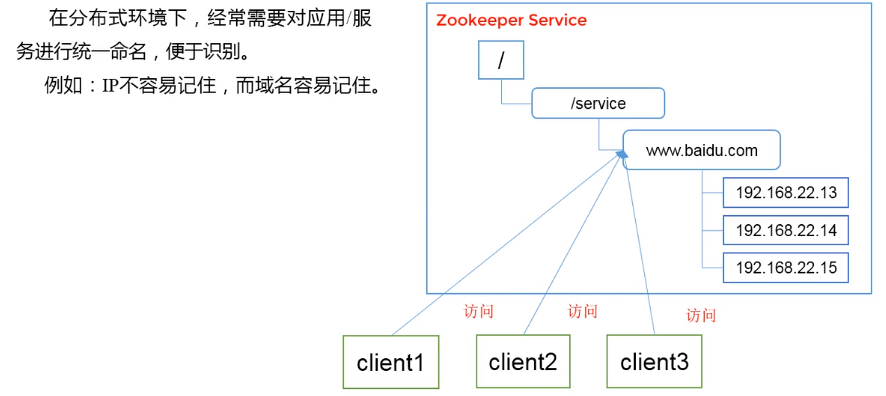 在分布式环境下，经常需要对应用/服
务进行统一命名，便于识别。
例如：IP不容易记住，而域名容易记住。
Zookeeper Service
/
/service
www.baidu.com
192.168.22.13
192.168.22.14
192.168.22.15
访问
访问
访问
client1
client2
client3